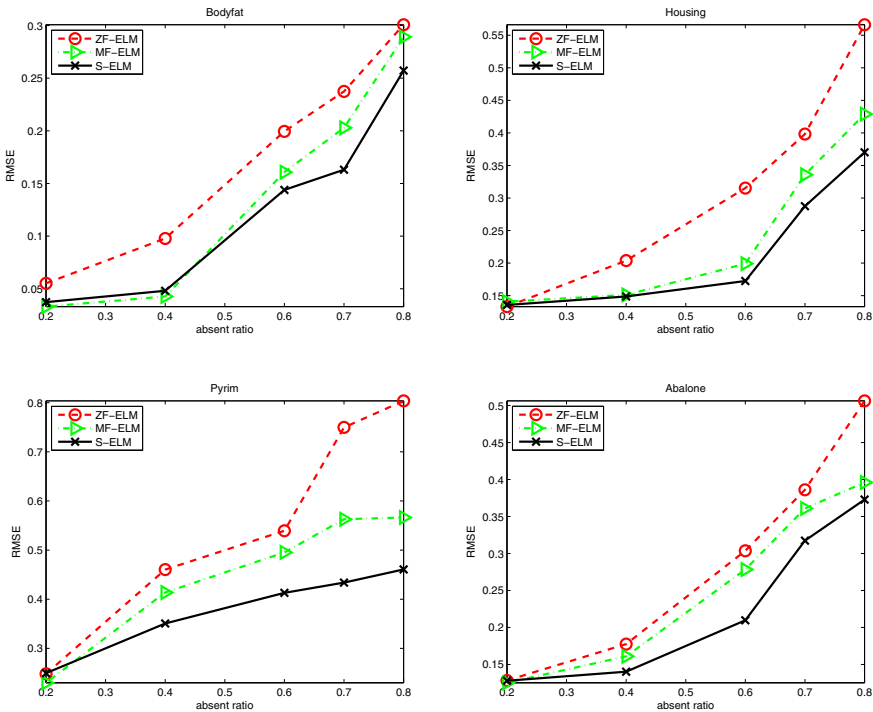 Bodyfat
ZF-ELM
MF-ELM
S-ELM
RMSE
0.3
0.25
0.2
0.15
0.1
0.05
0.2 0.3 0.4 0.5 0.6 0.7 0.8
absent ratio
Housing
ZF-ELM
MF-ELM
S-ELM
RMSE
0.55
0.5
0.45
0.4
0.35
0.3
0.25
0.2
0.15
0.2 0.3 0.4 0.5 0.6 0.7 0.8
absent ratio
Pyrim
ZF-ELM
MF-ELM
S-ELM
RMSE
0.8
0.7
0.6
0.5
0.4
0.3
0.2 0.3 0.4 0.5 0.6 0.7 0.8
absent ratio
Abalone
ZF-ELM
MF-ELM
S-ELM
RMSE
0.5
0.45
0.4
0.35
0.3
0.25
0.2
0.15
0.2 0.3 0.4 0.5 0.6 0.7 0.8
absent ratio